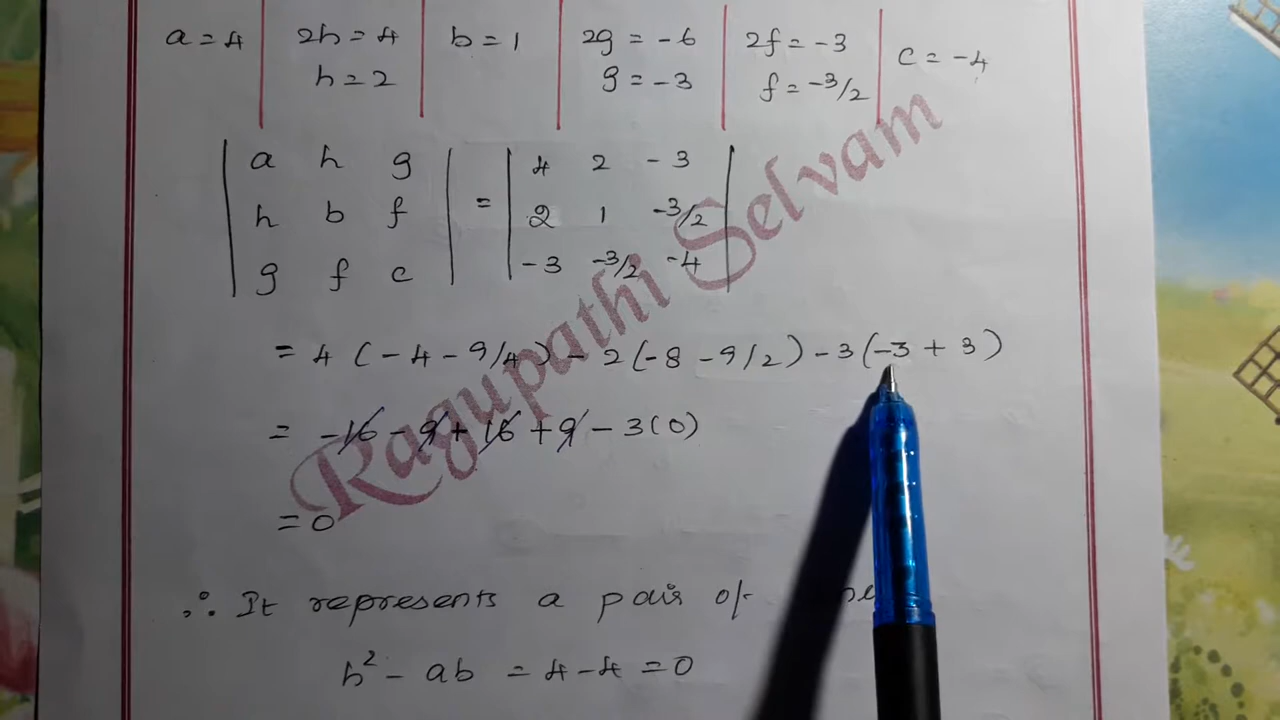 a = 4 | 2h = 4 | b = 1 | 2g = -6 | 2f = -3 | c = -4
h = 2 | g = -3 | f = -3/2
| a h g | = | 4 2 -3 |
| h b f | | 2 1 -3/2 |
| g f c | | -3 -3/2 -4 |
= 4 (-4 - 9/4) - 2(-8 - 9/2) - 3(-3 + 3)
= -16 - 9 + 16 + 9 - 3(0)
= 0
∴ It represents a pair of
h² - ab = 4 - 4 = 0
Ragupathi Selvam